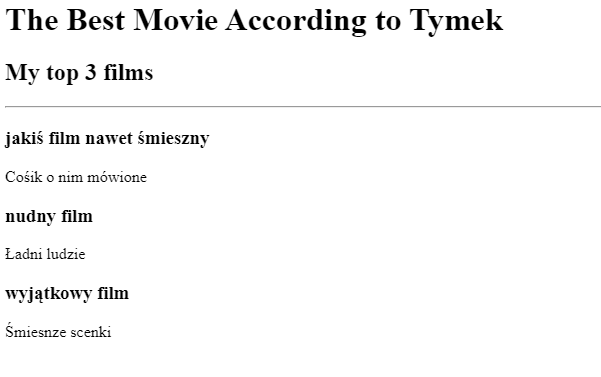 The Best Movie According to Tymek
My top 3 films
jakiś film nawet śmieszny
Cośik o nim mówione
nudny film
Ładni ludzie
wyjątkowy film
Śmiesnze scenki